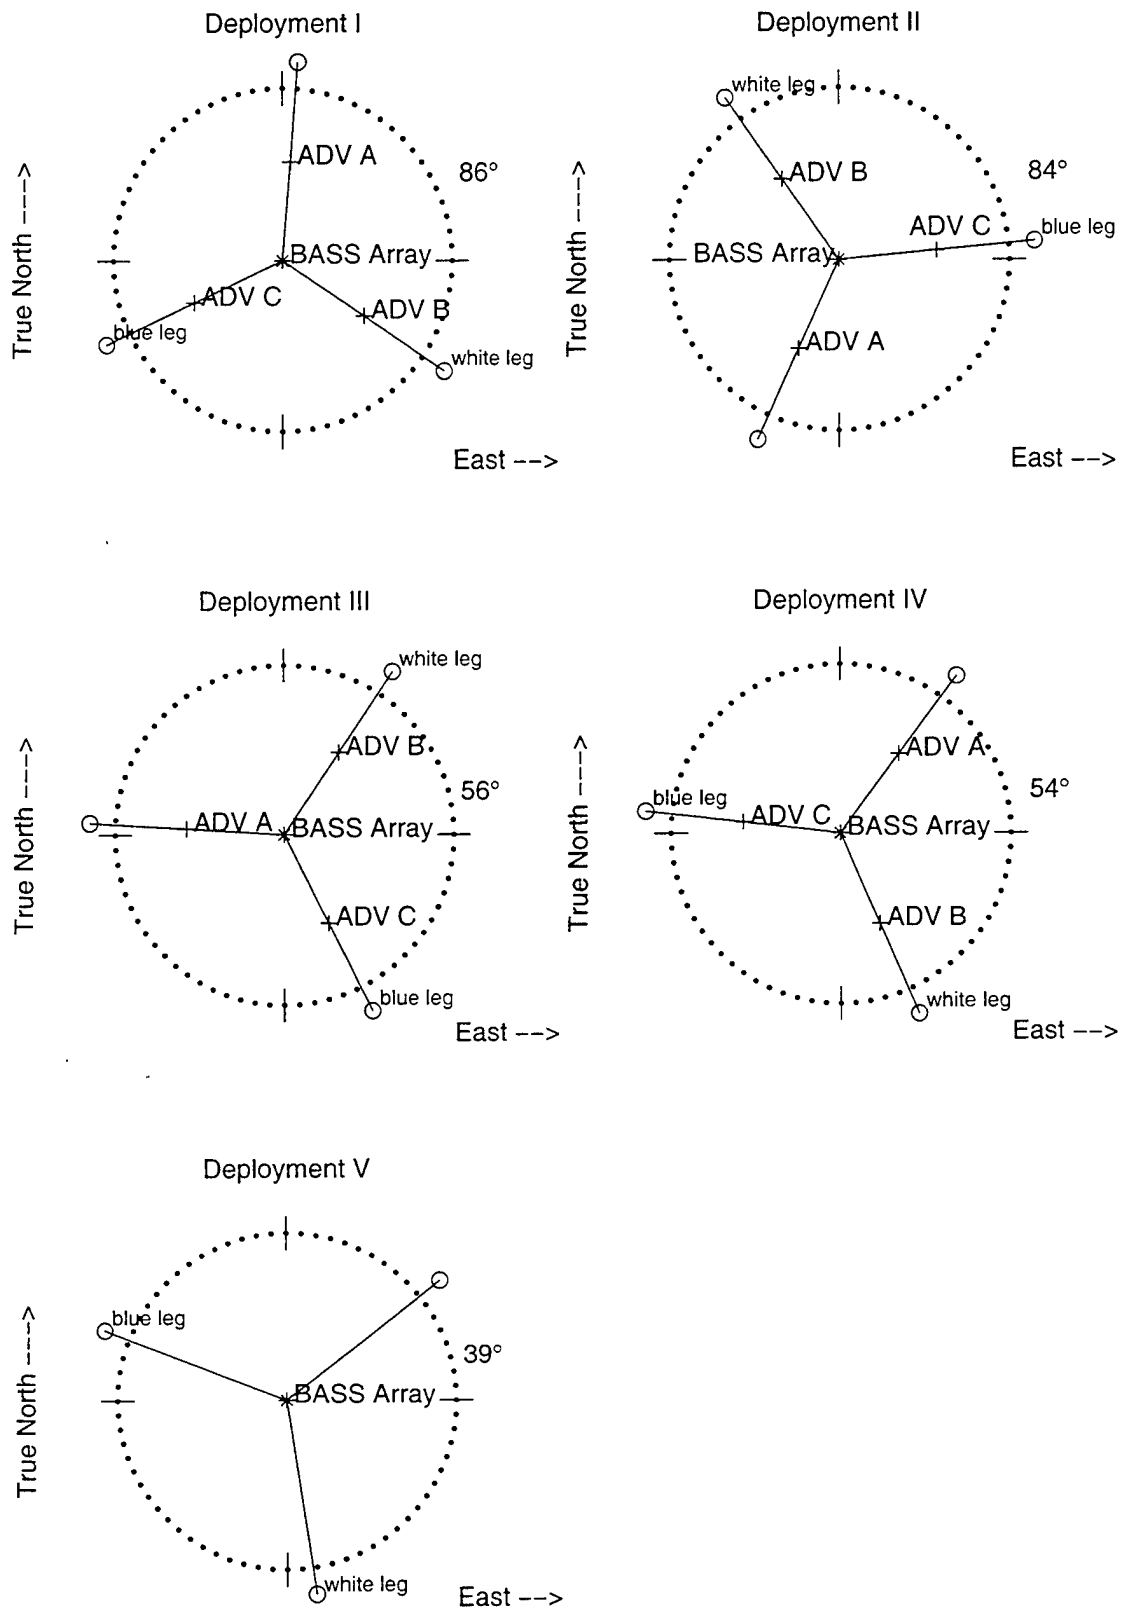 Deployment I
ADV A
86°
BASS Array
ADV C
ADV B
blue leg
white leg
True North ---->
East -->
Deployment II
white leg
ADV B
84°
ADV C
blue leg
BASS Array
ADV A
True North ---->
East -->
Deployment III
white leg
ADV B
56°
ADV A
BASS Array
ADV C
blue leg
True North ---->
East -->
Deployment IV
ADV A
54°
blue leg
ADV C
BASS Array
ADV B
white leg
True North ---->
East -->
Deployment V
blue leg
39°
BASS Array
white leg
True North ---->
East -->